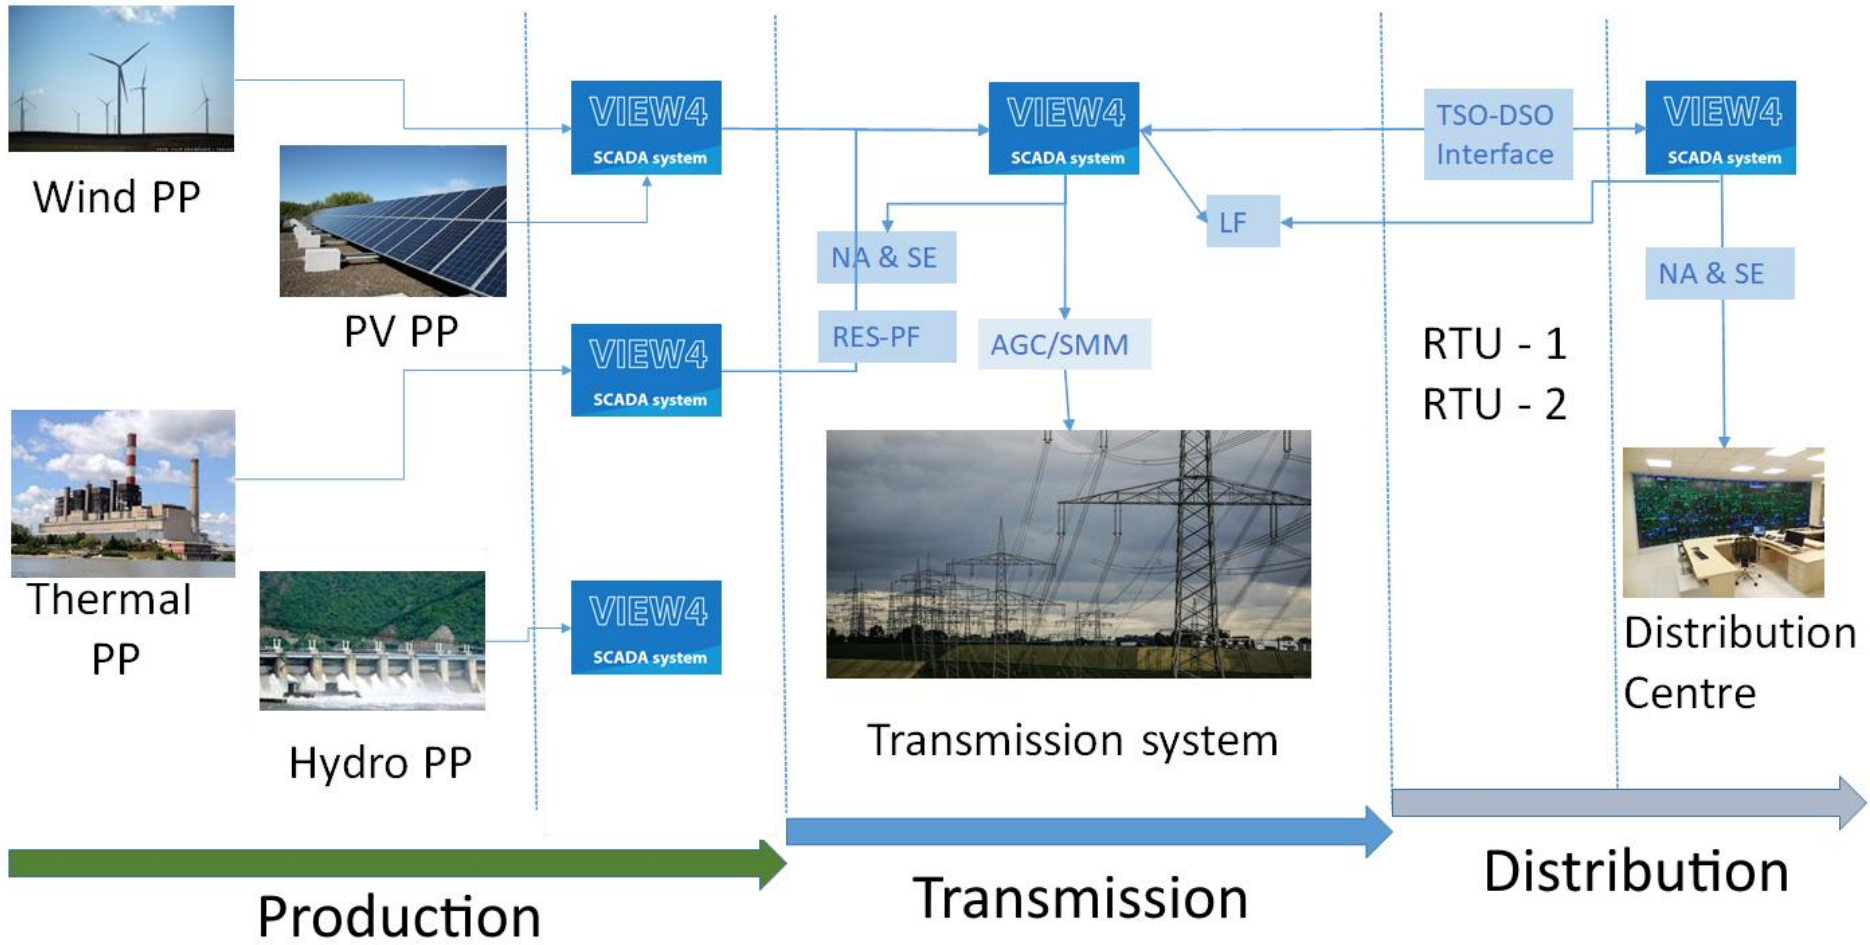 Wind PP
PV PP
Thermal
PP
Hydro PP
VIEW4
SCADA system
VIEW4
SCADA system
VIEW4
SCADA system
VIEW4
SCADA system
NA & SE
RES-PF
AGC/SMM
LF
Transmission system
TSO-DSO
Interface
RTU - 1
RTU - 2
VIEW4
SCADA system
NA & SE
Distribution
Centre
Production
Transmission
Distribution